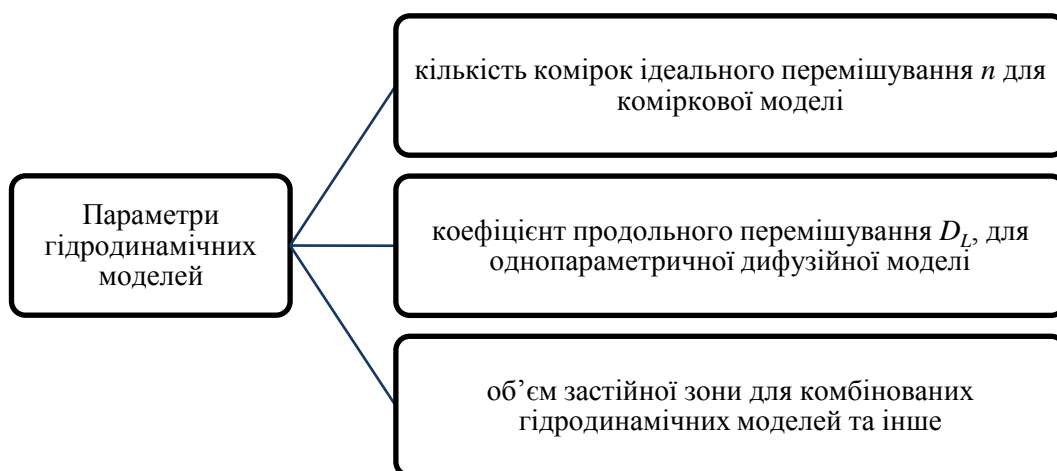 кількість комірок ідеального перемішування n для
коміркової моделі
Параметри
гідродинамічних
моделей
коефіцієнт продольного перемішування D_L, для
однопараметричної дифузійної моделі
об’єм застійної зони для комбінованих
гідродинамічних моделей та інше